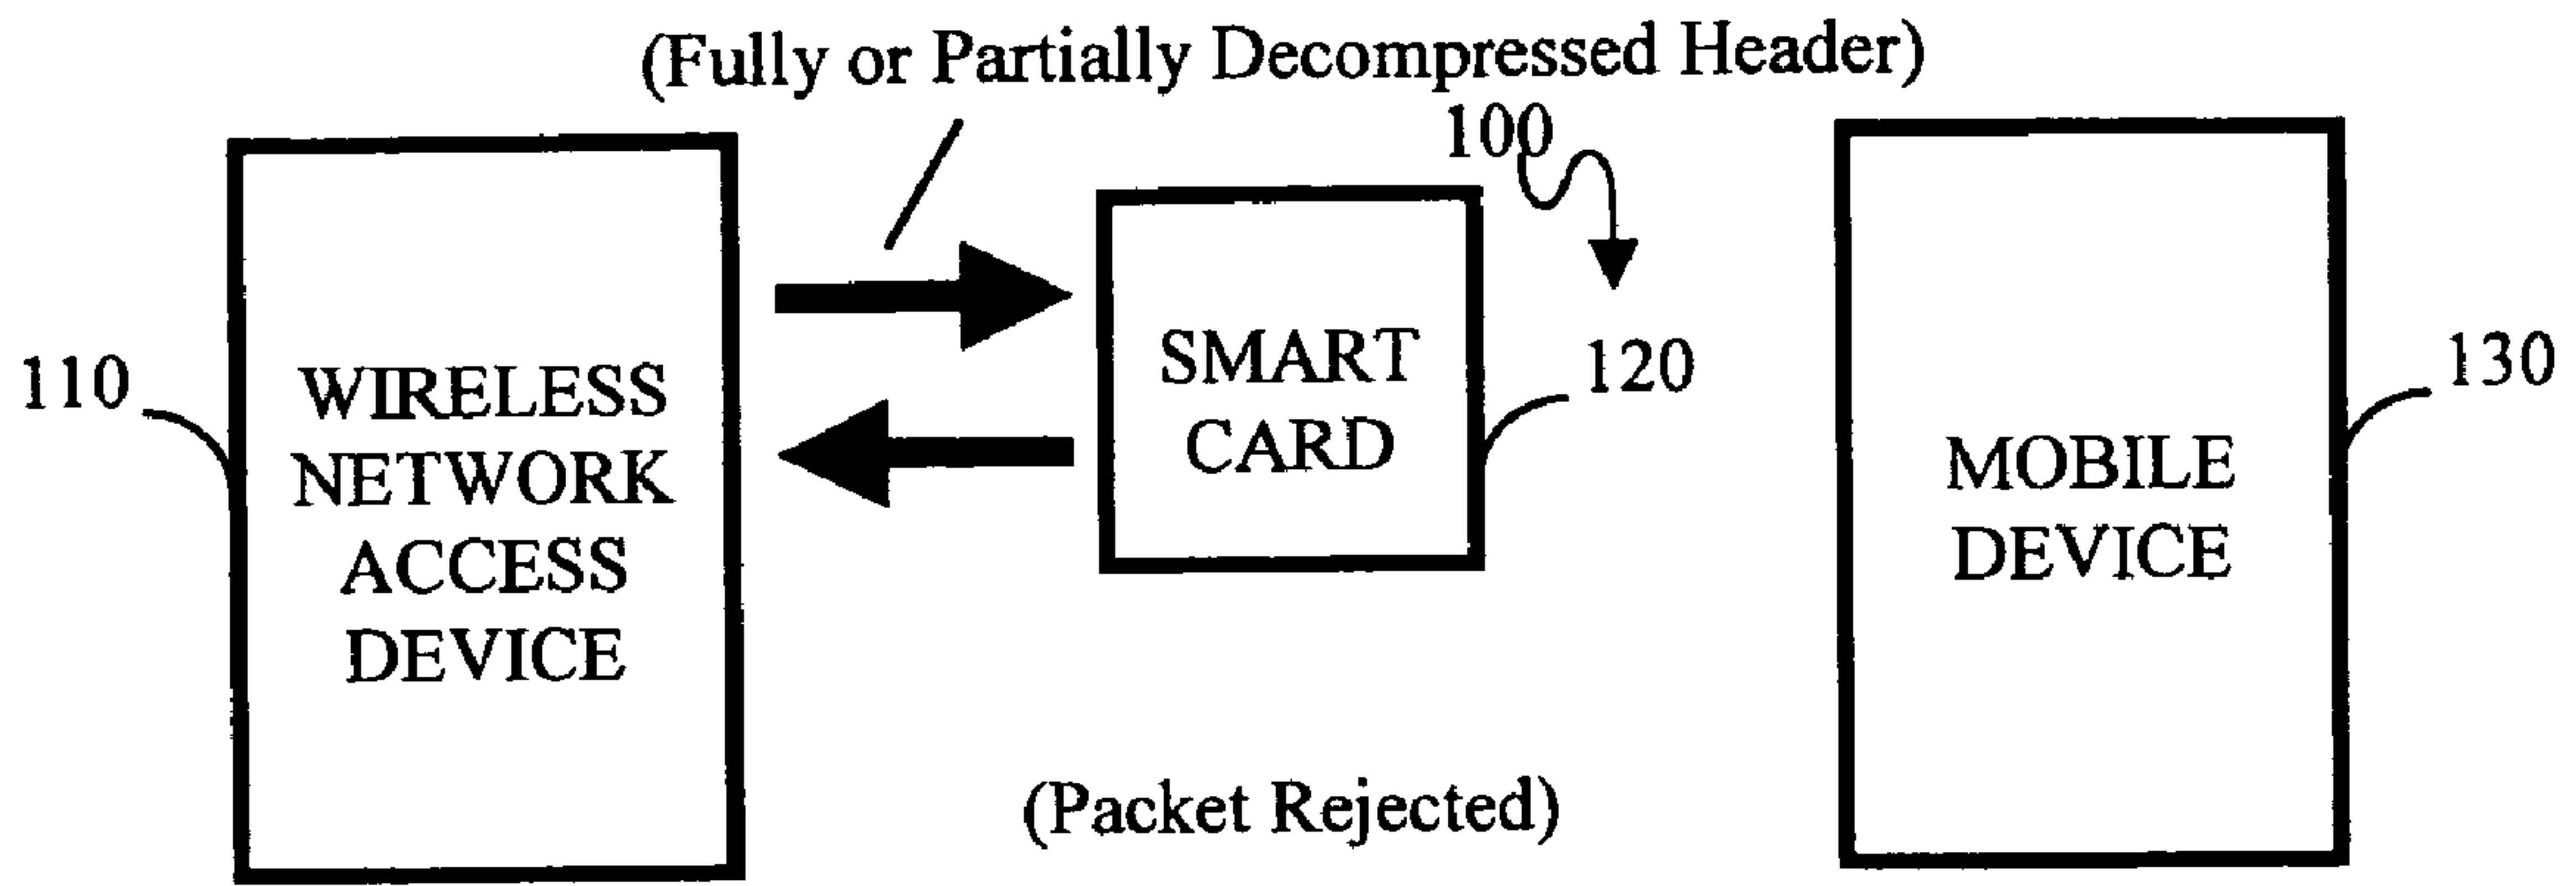 (Fully or Partially Decompressed Header)
100
110
WIRELESS
NETWORK
ACCESS
DEVICE
SMART
CARD
120
MOBILE
DEVICE
130
(Packet Rejected)